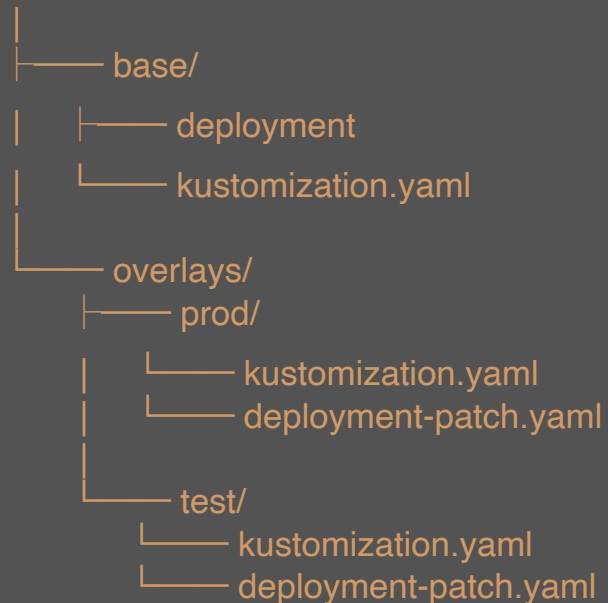 base/
deployment
kustomization.yaml
overlays/
prod/
kustomization.yaml
deployment-patch.yaml
test/
kustomization.yaml
deployment-patch.yaml